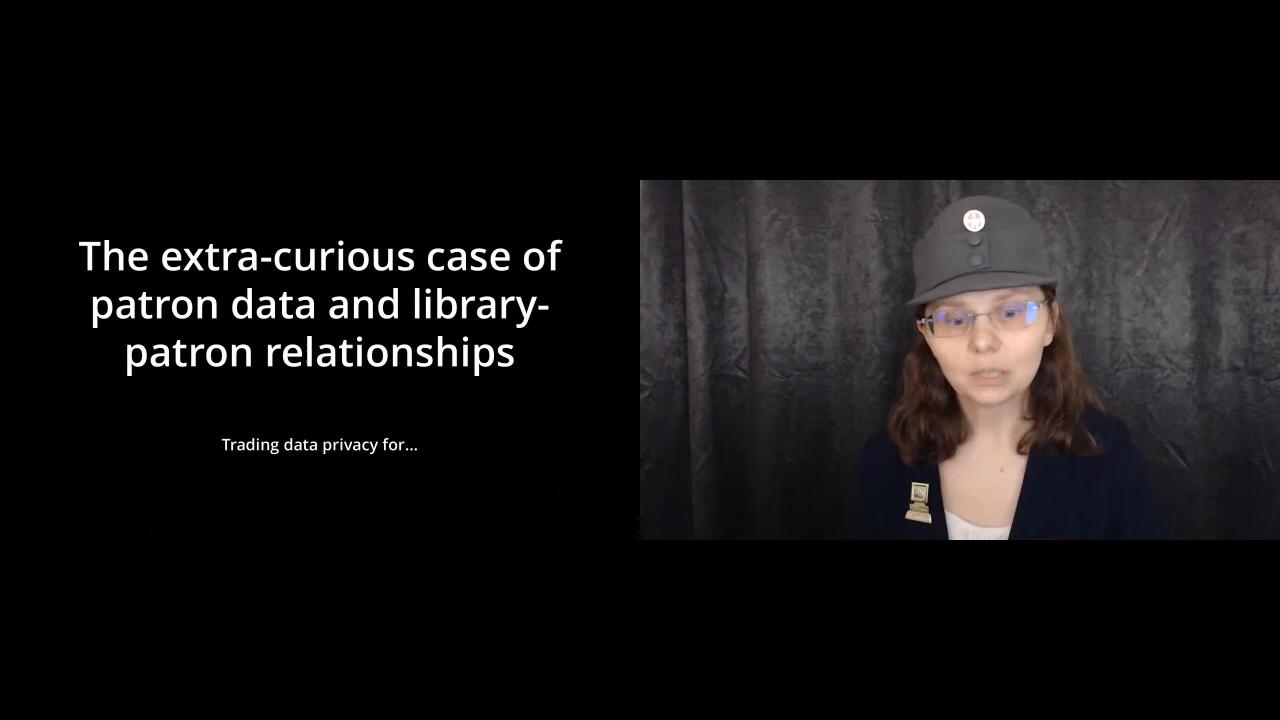 The extra-curious case of
patron data and library-
patron relationships
Trading data privacy for...